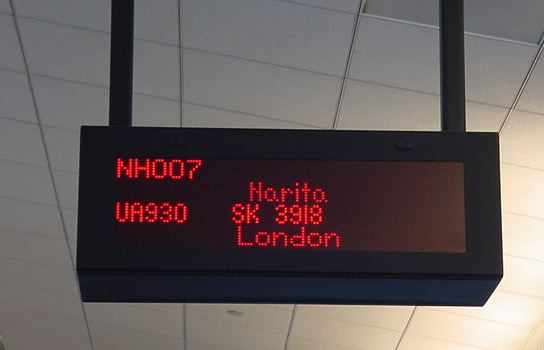 NH007
Narita
UA930 SK 3918
London